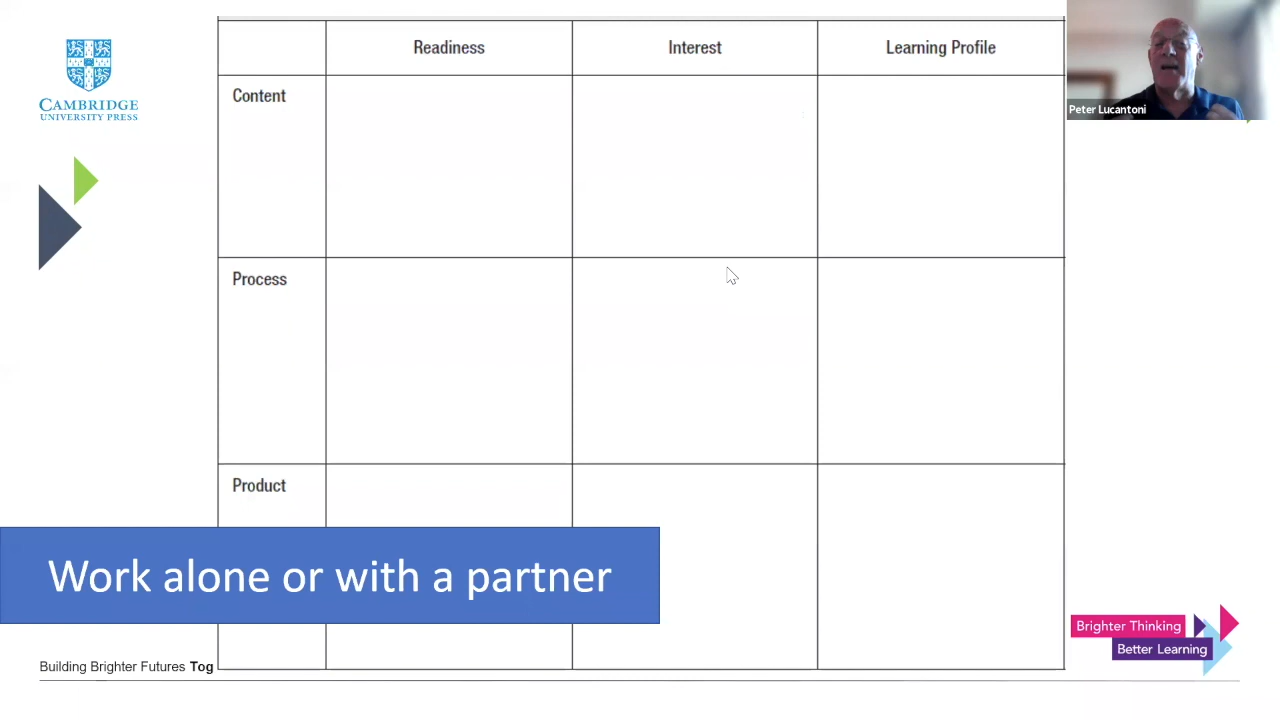 Readiness
Interest
Learning Profile
Content
Process
Product
CAMBRIDGE
UNIVERSITY PRESS
Peter Lucantoni
Work alone or with a partner
Building Brighter Futures Tog
Brighter Thinking
Better Learning